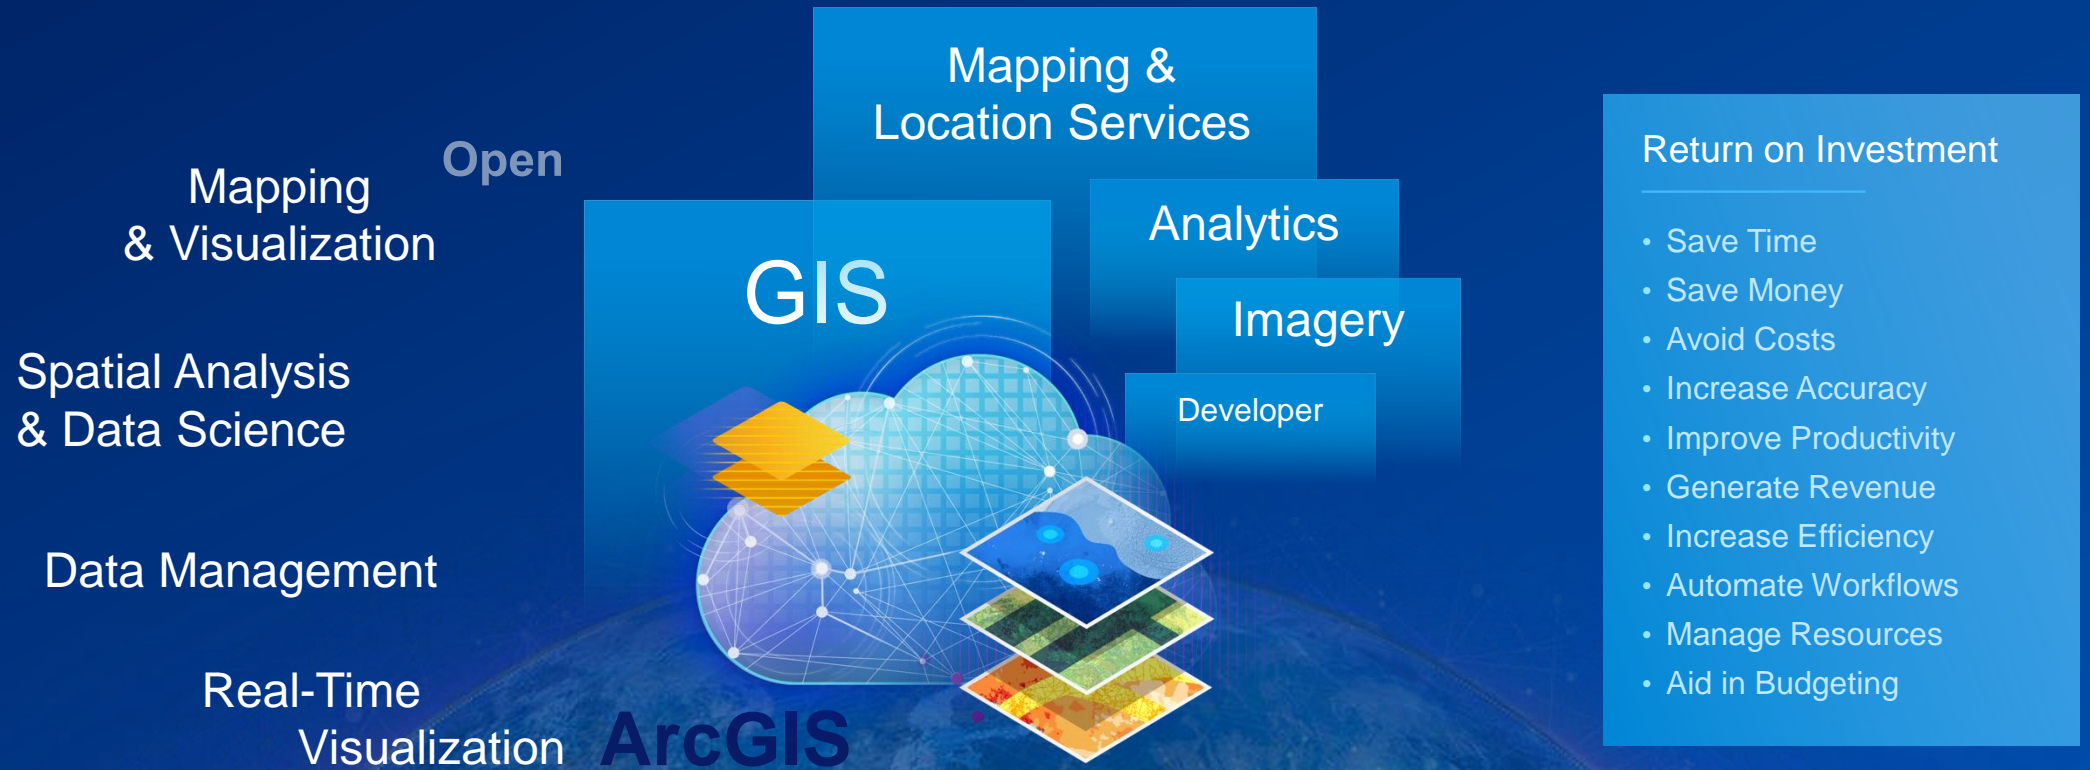 Mapping &
Location Services
Open
Mapping
& Visualization
GIS
Analytics
Imagery
Developer
Spatial Analysis
& Data Science
Data Management
Real-Time
Visualization
ArcGIS
Return on Investment
• Save Time
• Save Money
• Avoid Costs
• Increase Accuracy
• Improve Productivity
• Generate Revenue
• Increase Efficiency
• Automate Workflows
• Manage Resources
• Aid in Budgeting